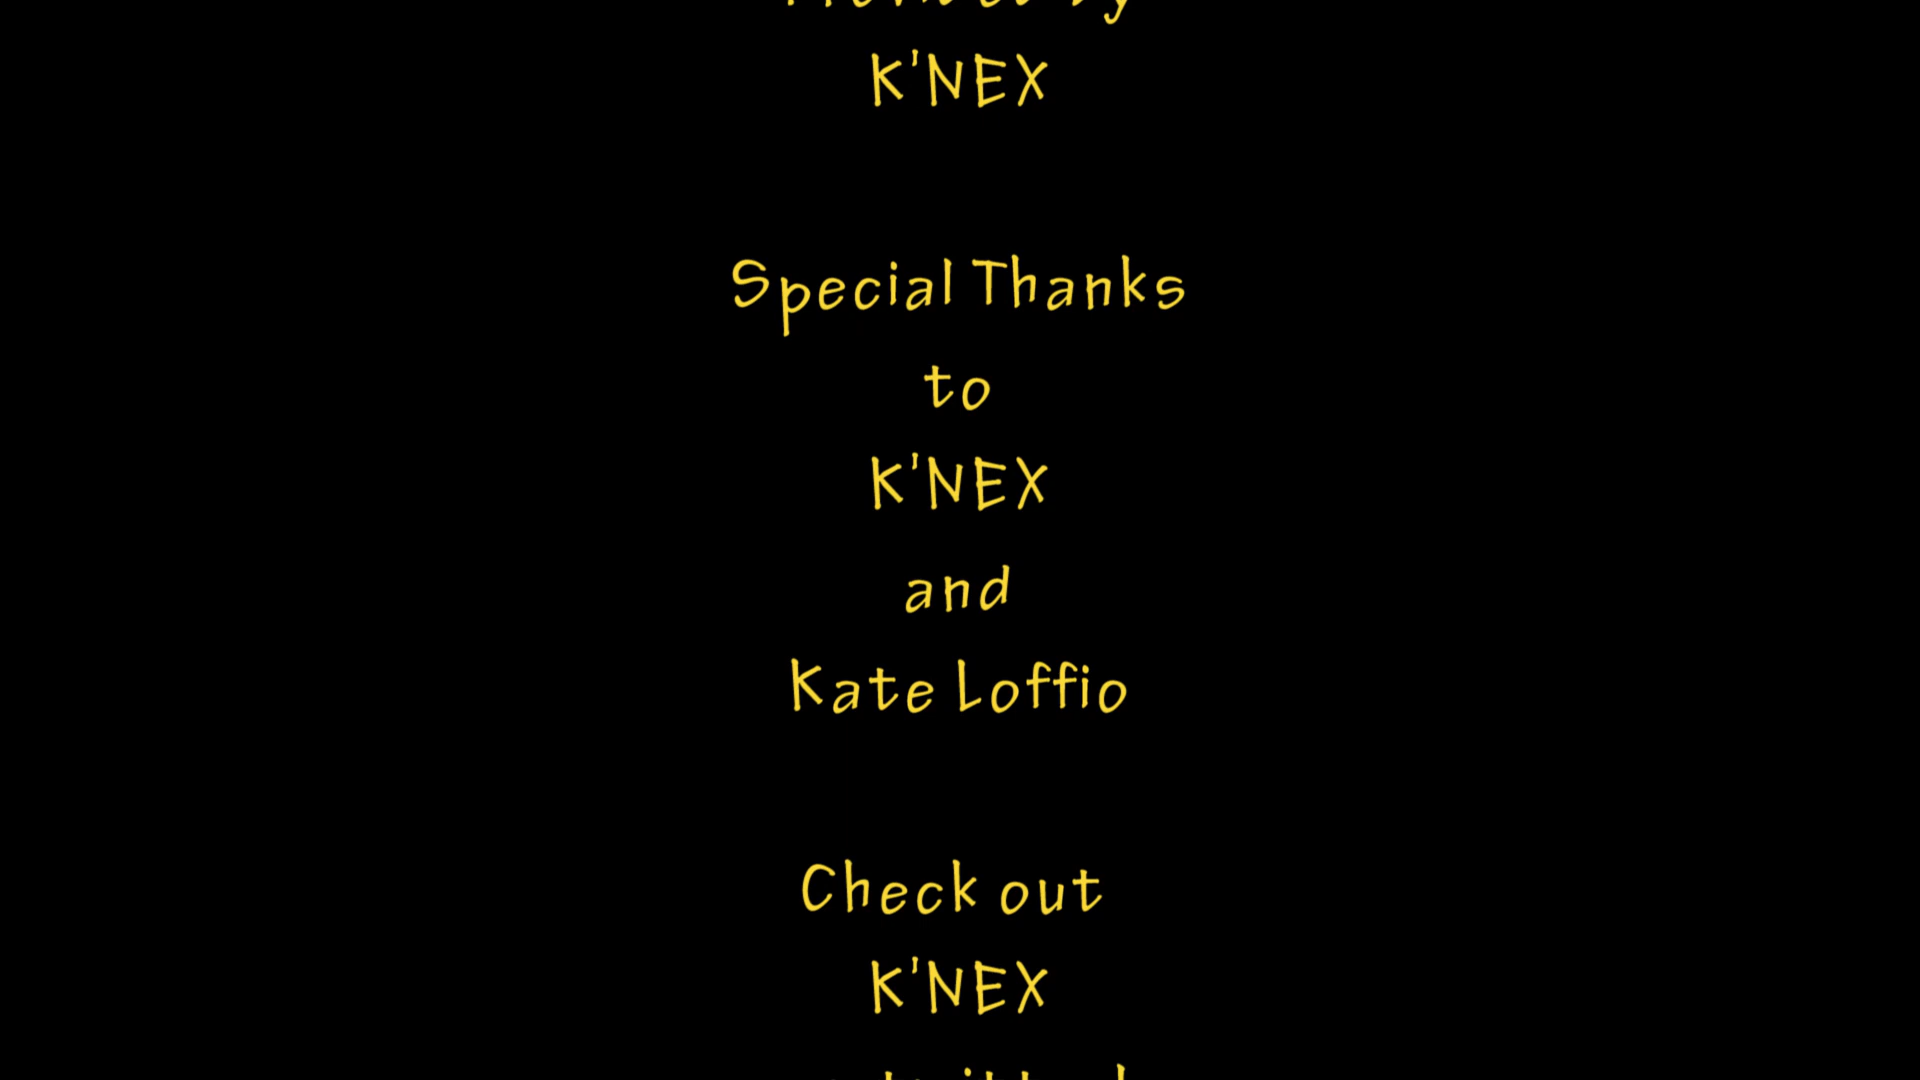 K'NEX
Special Thanks
to
K'NEX
and
Kate Loffio
Check out
K'NEX